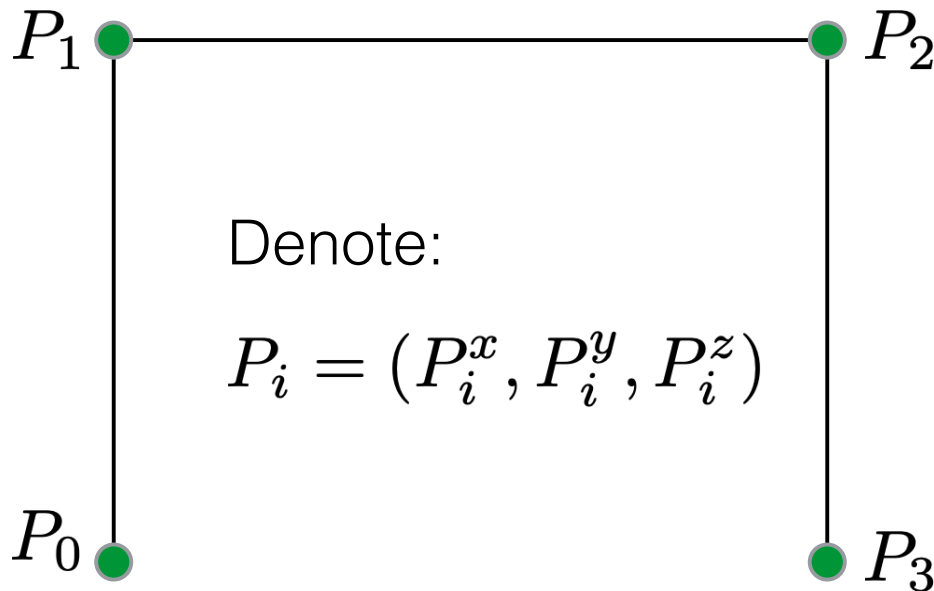 P₁
P₂
Denote:
Pᵢ = (Pᵢˣ, Pᵢʸ, Pᵢᶻ)
P₀
P₃